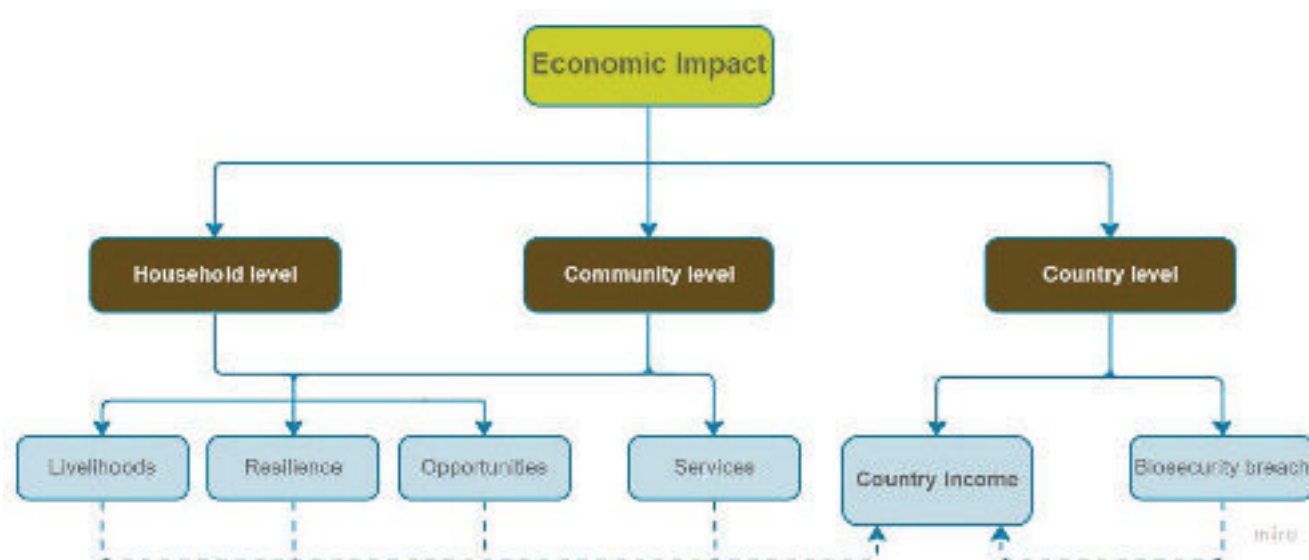 Economic Impact
Household level
Community level
Country level
Livelihoods
Resilience
Opportunities
Services
Country Income
Biosecurity breach
miro